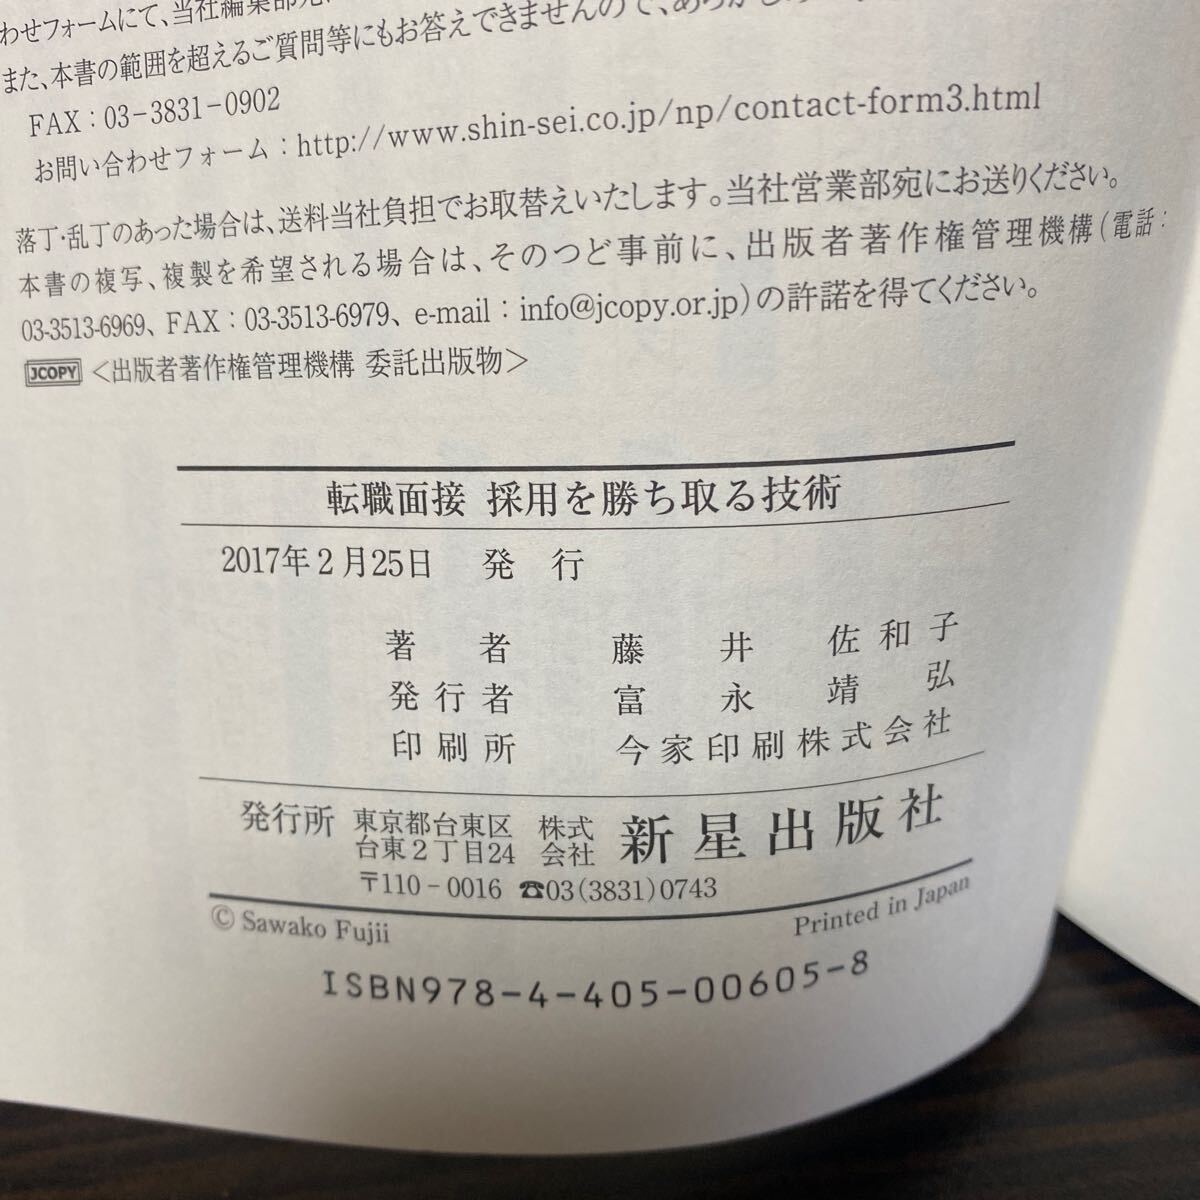 わせフォームにて、当社編集部宛
また、本書の範囲を超えるご質問等にもお答えできませんので、あらかじめ
FAX：03-3831-0902
お問い合わせフォーム：http://www.shin-sei.co.jp/np/contact-form3.html
落丁・乱丁のあった場合は、送料当社負担でお取替えいたします。当社営業部宛にお送りください。
本書の複写、複製を希望される場合は、そのつど事前に、出版者著作権管理機構（電話：
03-3513-6969、FAX：03-3513-6979、e-mail：info@jcopy.or.jp）の許諾を得てください。
JCOPY ＜出版者著作権管理機構 委託出版物＞
転職面接 採用を勝ち取る技術
2017年2月25日 発行
著者 藤井佐和子
発行者 富永靖弘
印刷所 今家印刷株式会社
発行所 東京都台東区台東2丁目24 株式会社 新星出版社
〒110-0016 ☎03(3831)0743
© Sawako Fujii
Printed in Japan
ISBN978-4-405-00605-8